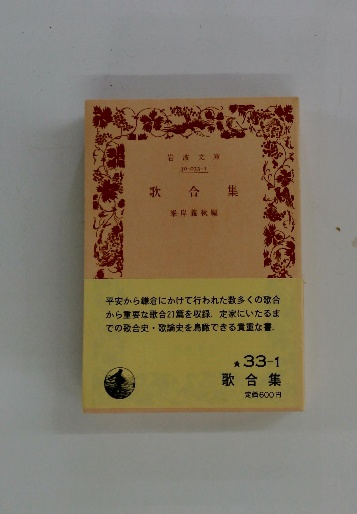 岩波文庫
30-033-1
歌合集
峯岸義秋編
平安から鎌倉にかけて行われた数多くの歌合
から重要な歌合21篇を収録．定家にいたるま
での歌合史・歌論史を鳥瞰できる貴重な書．
★33-1
歌合集
定価600円